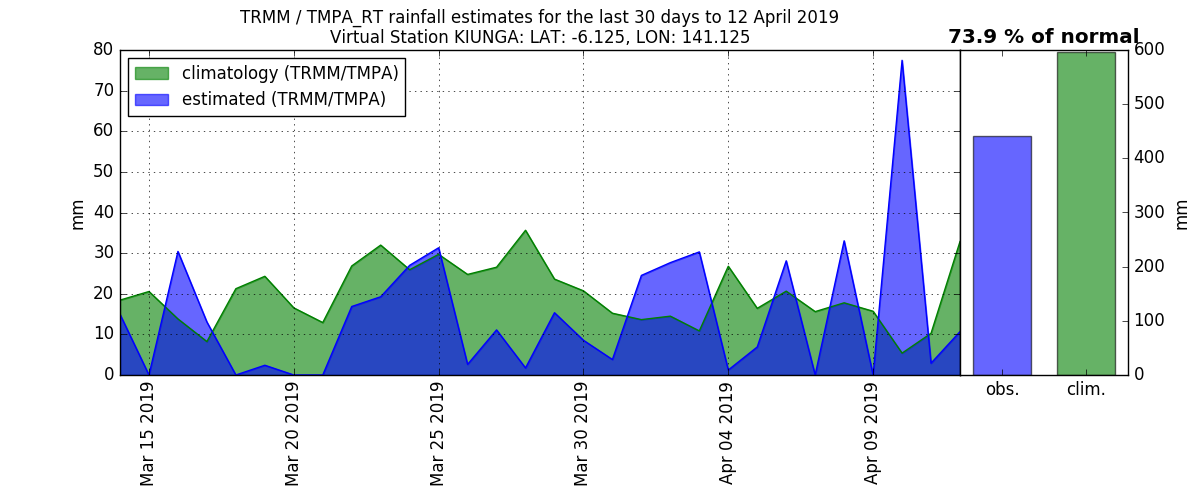 TRMM / TMPA_RT rainfall estimates for the last 30 days to 12 April 2019
Virtual Station KIUNGA: LAT: -6.125, LON: 141.125
73.9 % of normal
climatology (TRMM/TMPA)
estimated (TRMM/TMPA)
mm
80
70
60
50
40
30
20
10
0
Mar 15 2019
Mar 20 2019
Mar 25 2019
Mar 30 2019
Apr 04 2019
Apr 09 2019
obs.
clim.
600
500
400
300
200
100
0
mm